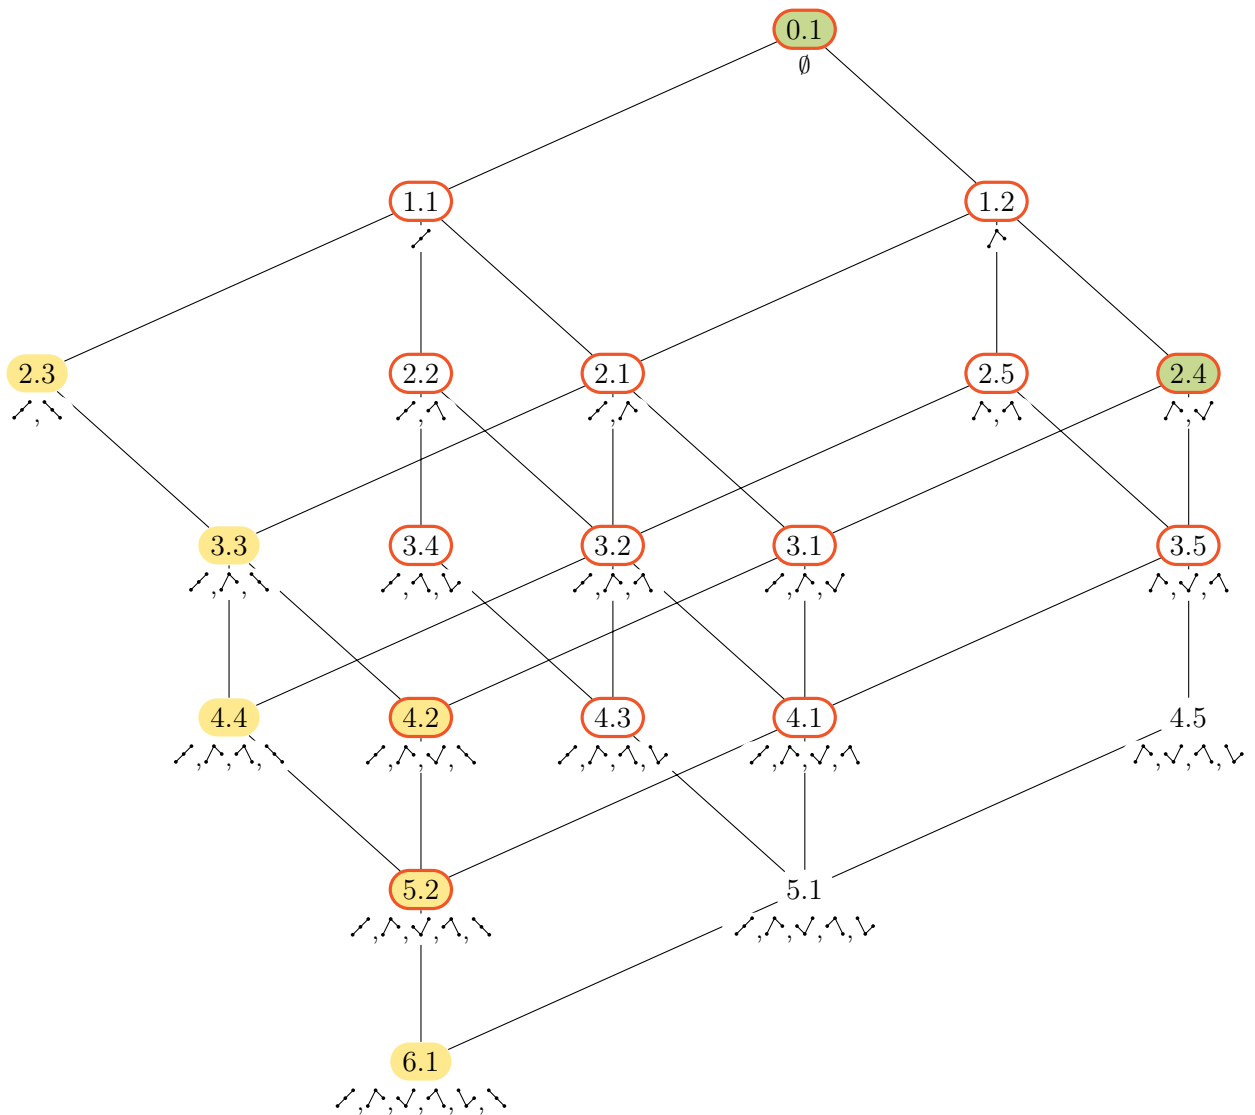 0.1
∅
1.1 1.2
2.3 2.2 2.1 2.5 2.4
, , , , ,
3.3 3.4 3.2 3.1 3.5
, , , , , , , , , ,
4.4 4.2 4.3 4.1 4.5
, , , , , , , , , , , , , , ,
5.2 5.1
, , , , , , , ,
6.1
, , , , ,